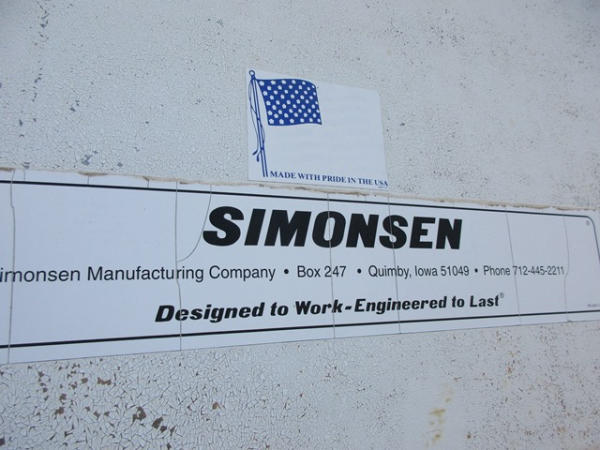 MADE WITH PRIDE IN THE USA
SIMONSEN
imonsen Manufacturing Company • Box 247 • Quimby, Iowa 51049 • Phone 712-445-2211
Designed to Work-Engineered to Last®